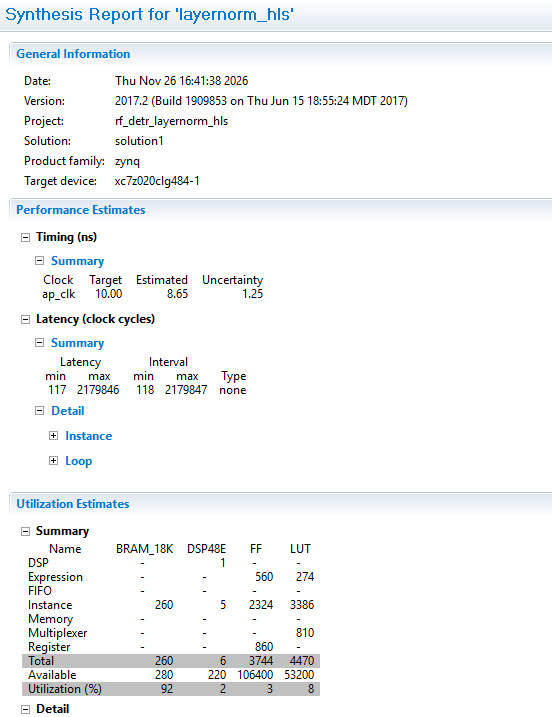 Synthesis Report for 'layernorm_hls'
General Information
Date: Thu Nov 26 16:41:38 2026
Version: 2017.2 (Build 1909853 on Thu Jun 15 18:55:24 MDT 2017)
Project: rf_detr_layernorm_hls
Solution: solution1
Product family: zynq
Target device: xc7z020clg484-1
Performance Estimates
Timing (ns)
Summary
Clock Target Estimated Uncertainty
ap_clk 10.00 8.65 1.25
Latency (clock cycles)
Summary
Latency Interval
min max min max Type
117 2179846 118 2179847 none
Detail
Instance
Loop
Utilization Estimates
Summary
Name BRAM_18K DSP48E FF LUT
DSP - 1 - -
Expression - - 560 274
FIFO - - - -
Instance 260 5 2324 3386
Memory - - - -
Multiplexer - - - 810
Register - - 860 -
Total 260 6 3744 4470
Available 280 220 106400 53200
Utilization (%) 92 2 3 8
Detail